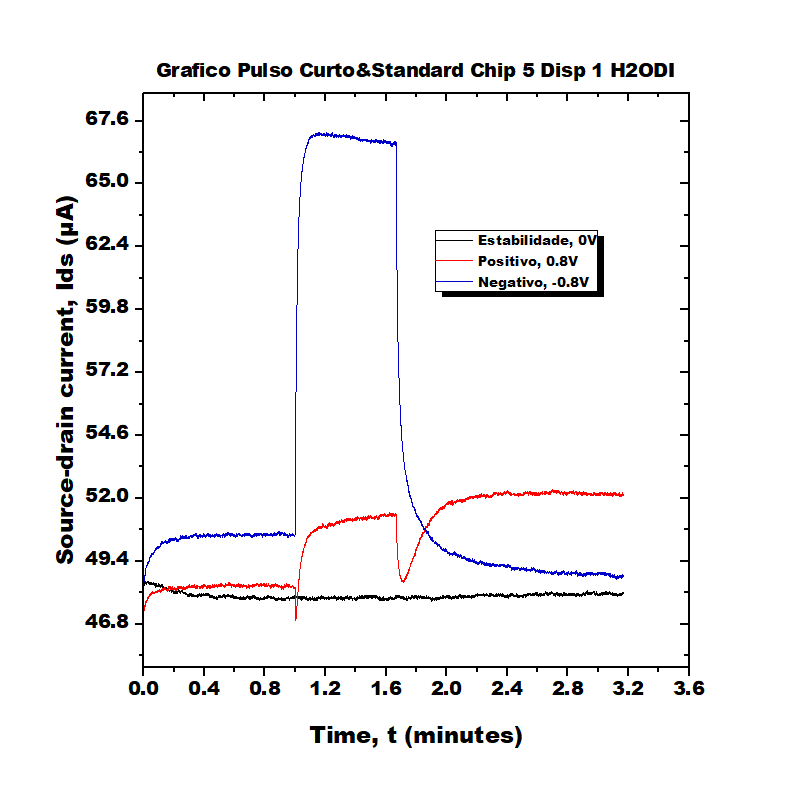 Grafico Pulso Curto&Standard Chip 5 Disp 1 H2ODI
67.6
65.0
62.4
59.8
57.2
54.6
52.0
49.4
46.8
Source-drain current, Ids (µA)
Estabilidade, 0V
Positivo, 0.8V
Negativo, -0.8V
0.0 0.4 0.8 1.2 1.6 2.0 2.4 2.8 3.2 3.6
Time, t (minutes)